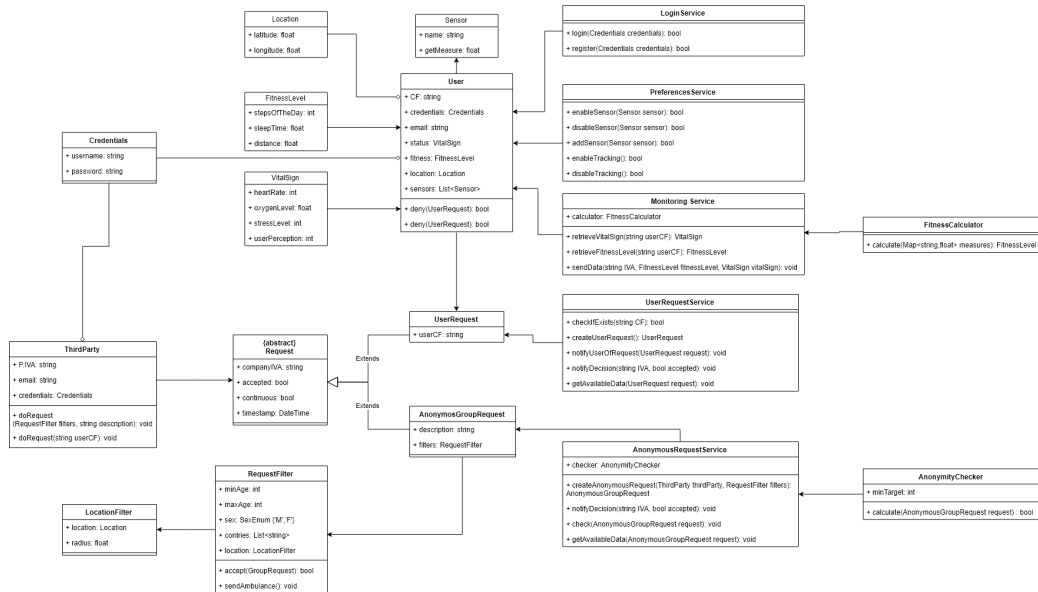 Location
+ latitude: float
+ longitude: float
Sensor
+ name: string
+ getMeasure: float
LoginService
+ login(Credentials credentials): bool
+ register(Credentials credentials): bool
User
+ CF: string
+ credentials: Credentials
+ email: string
+ status: VitalSign
+ fitness: FitnessLevel
+ location: Location
+ sensors: List<Sensor>
+ deny(UserRequest): bool
+ deny(UserRequest): bool
FitnessLevel
+ stepsOfTheDay: int
+ sleepTime: float
+ distance: float
PreferencesService
+ enableSensor(Sensor sensor): bool
+ disableSensor(Sensor sensor): bool
+ addSensor(Sensor sensor): bool
+ enableTracking(): bool
+ disableTracking(): bool
Credentials
+ username: string
+ password: string
VitalSign
+ heartRate: int
+ oxygenLevel: float
+ stressLevel: int
+ userPerception: int
Monitoring Service
+ calculator: FitnessCalculator
+ retrieveVitalSign(string userCF): VitalSign
+ retrieveFitnessLevel(string userCF): FitnessLevel
+ sendData(string IVA, FitnessLevel fitnessLevel, VitalSign vitalSign): void
FitnessCalculator
+ calculate(Map<string,float> measures): FitnessLevel
UserRequest
+ userCF: string
UserRequestService
+ checkIfExists(string CF): bool
+ createUserRequest(): UserRequest
+ notifyUserOfRequest(UserRequest request): void
+ notifyDecision(string IVA, bool accepted): void
+ getAvailableData(UserRequest request): void
ThirdParty
+ P.IVA: string
+ email: string
+ credentials: Credentials
+ doRequest
(RequestFilter filters, string description): void
+ doRequest(string userCF): void
{abstract}
Request
+ companyIVA: string
+ accepted: bool
+ continuous: bool
+ timestamp: DateTime
Extends
Extends
AnonymosGroupRequest
+ description: string
+ filters: RequestFilter
AnonymousRequestService
+ checker: AnonymityChecker
+ createAnonymousRequest(ThirdParty thirdParty, RequestFilter filters):
AnonymousGroupRequest
+ notifyDecision(string IVA, bool accepted): void
+ check(AnonymousGroupRequest request): void
+ getAvailableData(AnonymousGroupRequest request): void
AnonymityChecker
+ minTarget: int
+ calculate(AnonymousGroupRequest request) : bool
RequestFilter
+ minAge: int
+ maxAge: int
+ sex: SexEnum ('M','F')
+ contries: List<string>
+ location: LocationFilter
+ accept(GroupRequest): bool
+ sendAmbulance(): void
LocationFilter
+ location: Location
+ radius: float